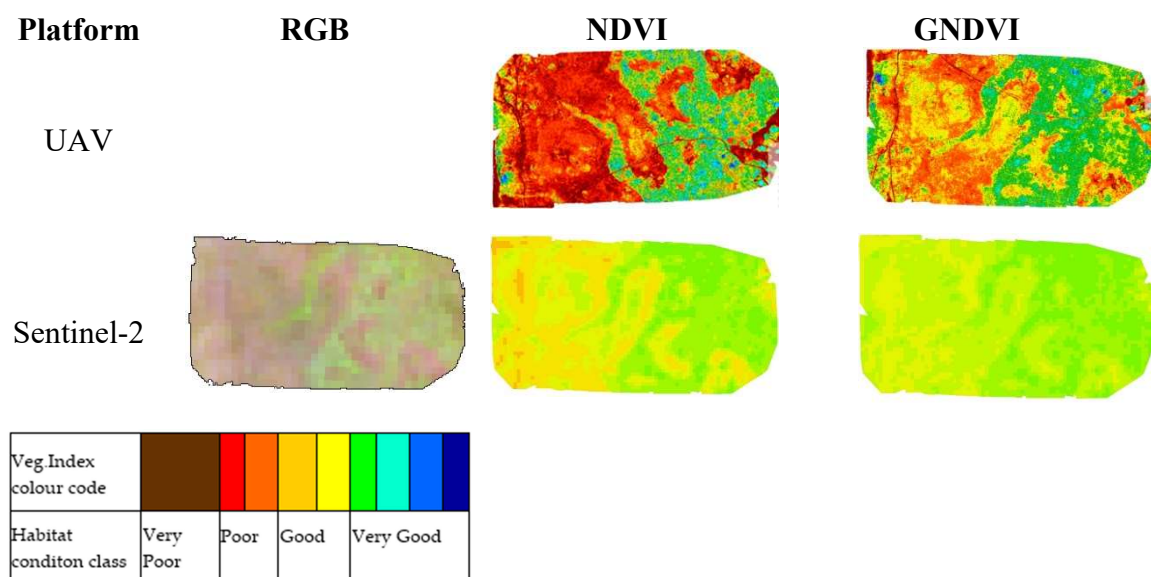 Platform RGB NDVI GNDVI
UAV
Sentinel-2
Veg.Index
colour code
Habitat
conditon class
Very
Poor
Poor
Good
Very Good